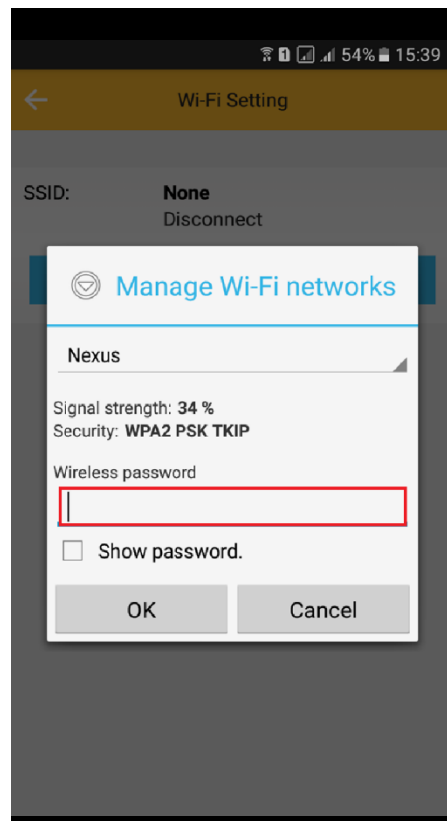 54% 15:39
Wi-Fi Setting
SSID: None
Disconnect
Manage Wi-Fi networks
Nexus
Signal strength: 34 %
Security: WPA2 PSK TKIP
Wireless password
Show password.
OK Cancel